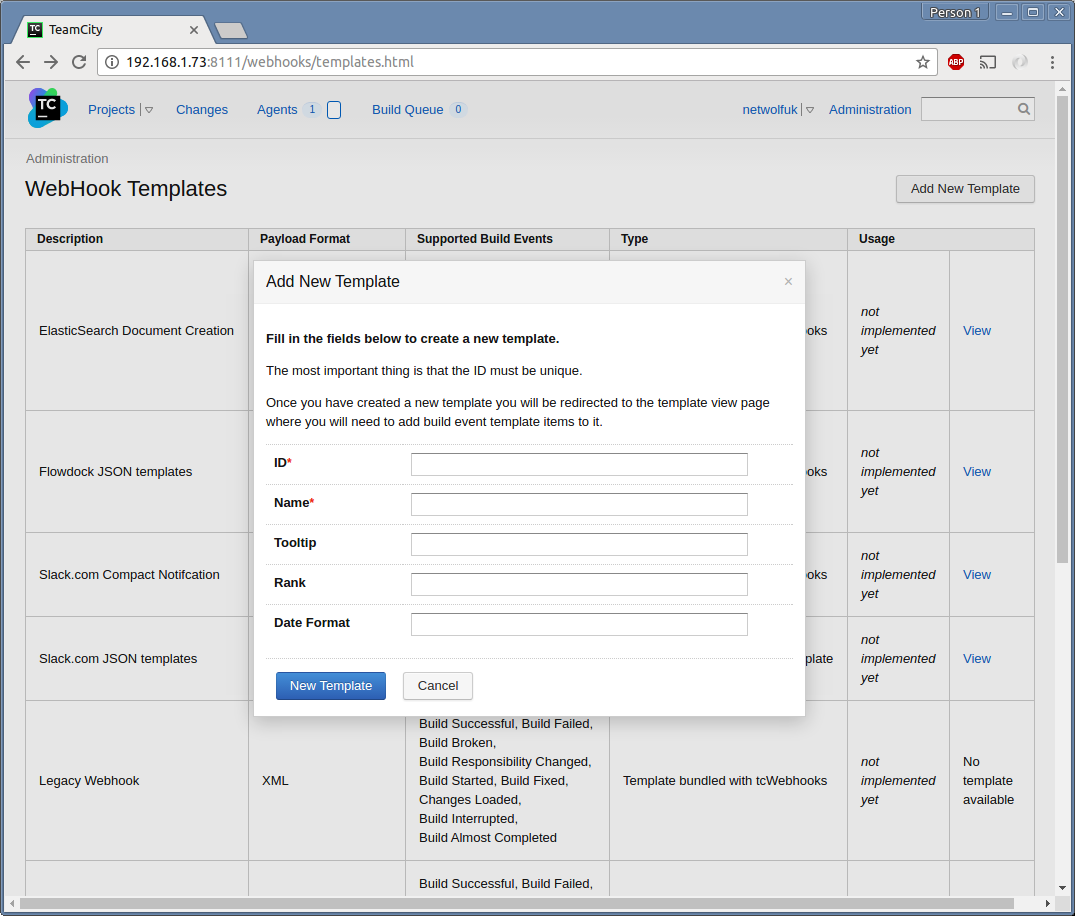 Person 1
TC TeamCity
192.168.1.73:8111/webhooks/templates.html
ABP
TC Projects Changes Agents 1 Build Queue 0 netwolfuk Administration
Administration
WebHook Templates
Add New Template
Description Payload Format Supported Build Events Type Usage
ElasticSearch Document Creation
oks
not
implemented
yet
View
Flowdock JSON templates
oks
not
implemented
yet
View
Slack.com Compact Notifcation
oks
not
implemented
yet
View
Slack.com JSON templates
plate
not
implemented
yet
View
Add New Template ×
Fill in the fields below to create a new template.
The most important thing is that the ID must be unique.
Once you have created a new template you will be redirected to the template view page
where you will need to add build event template items to it.
ID*
Name*
Tooltip
Rank
Date Format
New Template Cancel
Legacy Webhook
XML
Build Successful, Build Failed,
Build Broken,
Build Responsibility Changed,
Build Started, Build Fixed,
Changes Loaded,
Build Interrupted,
Build Almost Completed
Template bundled with tcWebhooks
not
implemented
yet
No
template
available
Build Successful, Build Failed,